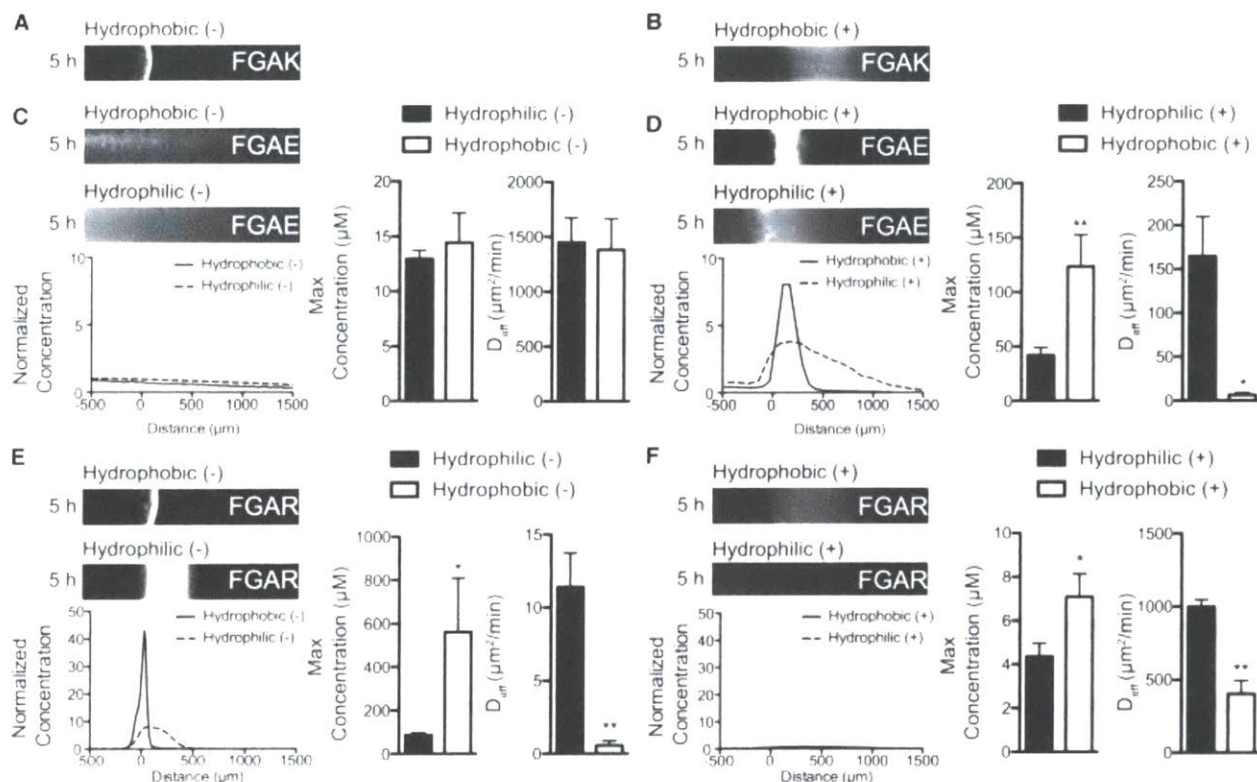 A
Hydrophobic (-)
5 h
FGAK
B
Hydrophobic (+)
5 h
FGAK
C
Hydrophobic (-)
5 h
FGAE
Hydrophilic (-)
5 h
FGAE
Normalized
Concentration
10
5
0
Hydrophobic (-)
Hydrophilic (-)
-500
0
500
1000
1500
Distance (µm)
Hydrophilic (-)
Hydrophobic (-)
Max
Concentration (µM)
20
15
10
5
0
Deff (µm²/min)
2000
1500
1000
500
0
D
Hydrophobic (+)
5 h
FGAE
Hydrophilic (+)
5 h
FGAE
Normalized
Concentration
10
5
0
Hydrophobic (+)
Hydrophilic (+)
-500
0
500
1000
1500
Distance (µm)
Hydrophilic (+)
Hydrophobic (+)
Max
Concentration (µM)
200
150
100
50
0
**
Deff (µm²/min)
250
200
150
100
50
0
*
E
Hydrophobic (-)
5 h
FGAR
Hydrophilic (-)
5 h
FGAR
Normalized
Concentration
50
40
30
20
10
0
Hydrophobic (-)
Hydrophilic (-)
-500
0
500
1000
1500
Distance (µm)
Hydrophilic (-)
Hydrophobic (-)
Max
Concentration (µM)
1000
800
600
400
200
0
*
Deff (µm²/min)
15
10
5
0
**
F
Hydrophobic (+)
5 h
FGAR
Hydrophilic (+)
5 h
FGAR
Normalized
Concentration
50
40
30
20
10
0
Hydrophobic (+)
Hydrophilic (+)
-500
0
500
1000
1500
Distance (µm)
Hydrophilic (+)
Hydrophobic (+)
Max
Concentration (µM)
10
8
6
4
2
0
*
Deff (µm²/min)
1500
1000
500
0
**